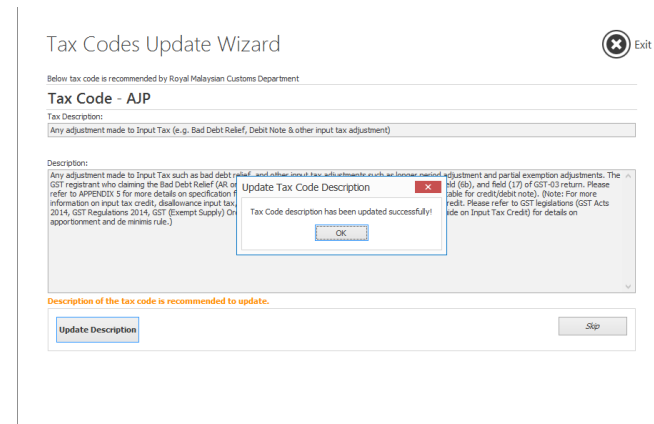 Tax Codes Update Wizard
Exit
Below tax code is recommended by Royal Malaysian Customs Department
Tax Code - AJP
Tax Description:
Any adjustment made to Input Tax (e.g. Bad Debt Relief, Debit Note & other input tax adjustment)
Description:
Any adjustment made to Input Tax such as bad debt relief, and other input tax adjustments such as longer period adjustment and partial exemption adjustments. The
GST registrant who claiming the Bad Debt Relief (AR or eld (6b), and field (17) of GST-03 return. Please
refer to APPENDIX 5 for more details on specification f table for credit/debit note). (Note: For more
information on input tax credit, disallowance input tax, redit. Please refer to GST legislations (GST Acts
2014, GST Regulations 2014, GST (Exempt Supply) Or ide on Input Tax Credit) for details on
apportionment and de minimis rule.)
Update Tax Code Description
Tax Code description has been updated successfully!
OK
Description of the tax code is recommended to update.
Update Description
Skip